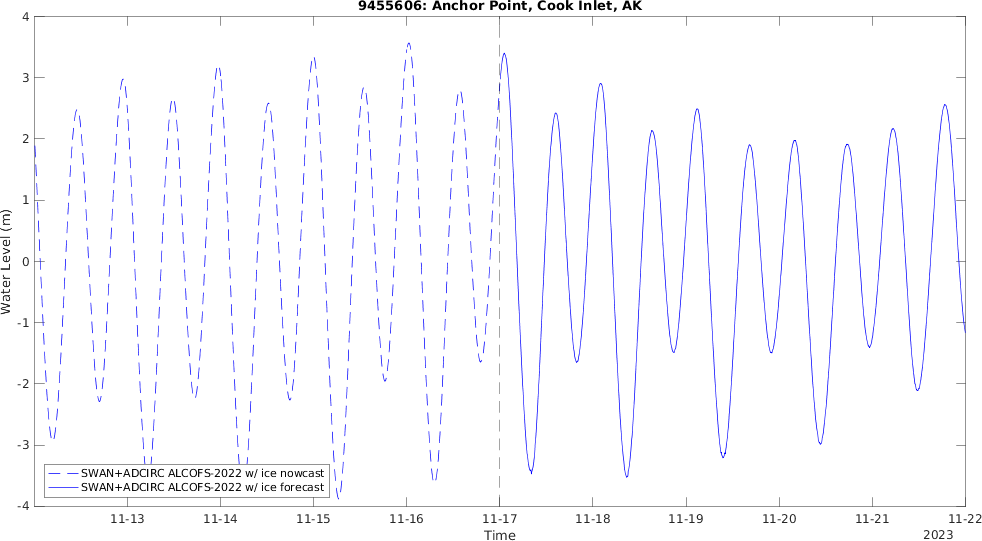 9455606: Anchor Point, Cook Inlet, AK
4
3
2
1
0
-1
-2
-3
-4
Water Level (m)
SWAN+ADCIRC ALCOFS-2022 w/ ice nowcast
SWAN+ADCIRC ALCOFS-2022 w/ ice forecast
11-13 11-14 11-15 11-16 11-17 11-18 11-19 11-20 11-21 11-22
Time
2023